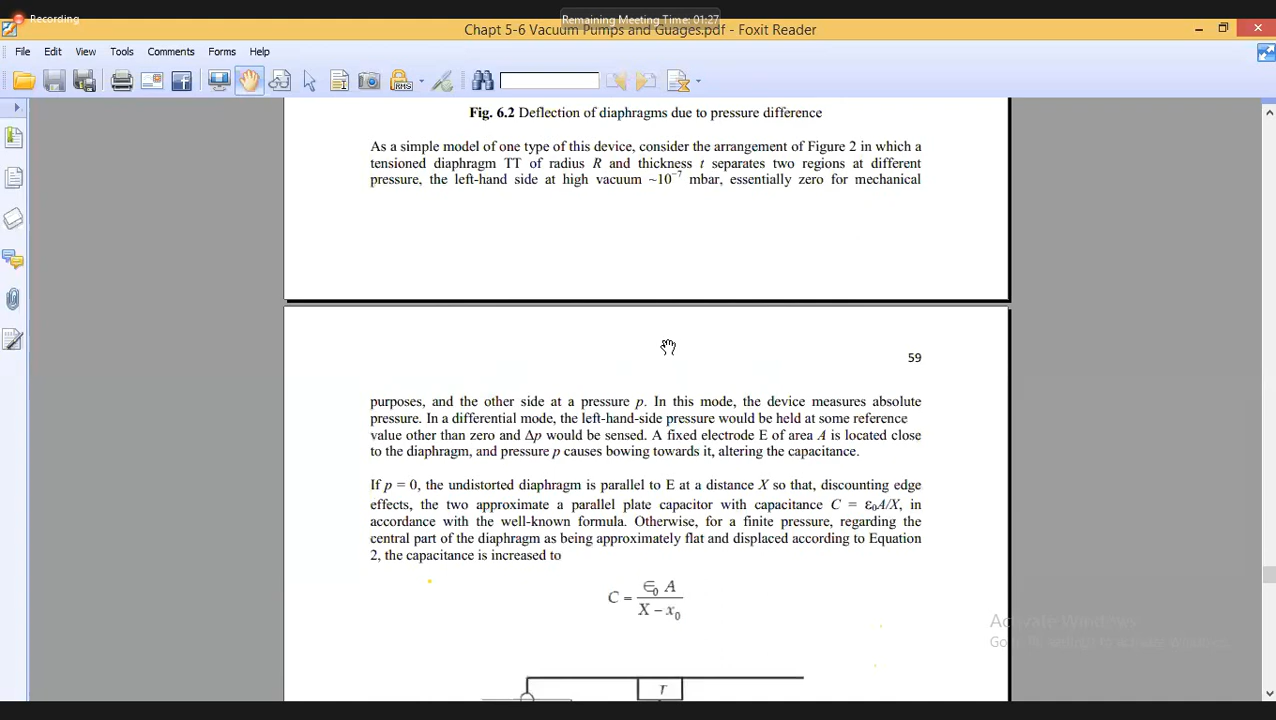 Recording
Remaining Meeting Time: 01:27
Chapt 5-6 Vacuum Pumps and Guages.pdf - Foxit Reader
File Edit View Tools Comments Forms Help
RMS
Fig. 6.2 Deflection of diaphragms due to pressure difference
As a simple model of one type of this device, consider the arrangement of Figure 2 in which a
tensioned diaphragm TT of radius R and thickness t separates two regions at different
pressure, the left-hand side at high vacuum ~10⁻⁷ mbar, essentially zero for mechanical
59
purposes, and the other side at a pressure p. In this mode, the device measures absolute
pressure. In a differential mode, the left-hand-side pressure would be held at some reference
value other than zero and Δp would be sensed. A fixed electrode E of area A is located close
to the diaphragm, and pressure p causes bowing towards it, altering the capacitance.
If p = 0, the undistorted diaphragm is parallel to E at a distance X so that, discounting edge
effects, the two approximate a parallel plate capacitor with capacitance C = ε₀A/X, in
accordance with the well-known formula. Otherwise, for a finite pressure, regarding the
central part of the diaphragm as being approximately flat and displaced according to Equation
2, the capacitance is increased to
C = ∈₀ A / X − x₀
Activate Windows
Go to PC settings to activate Windows.
r